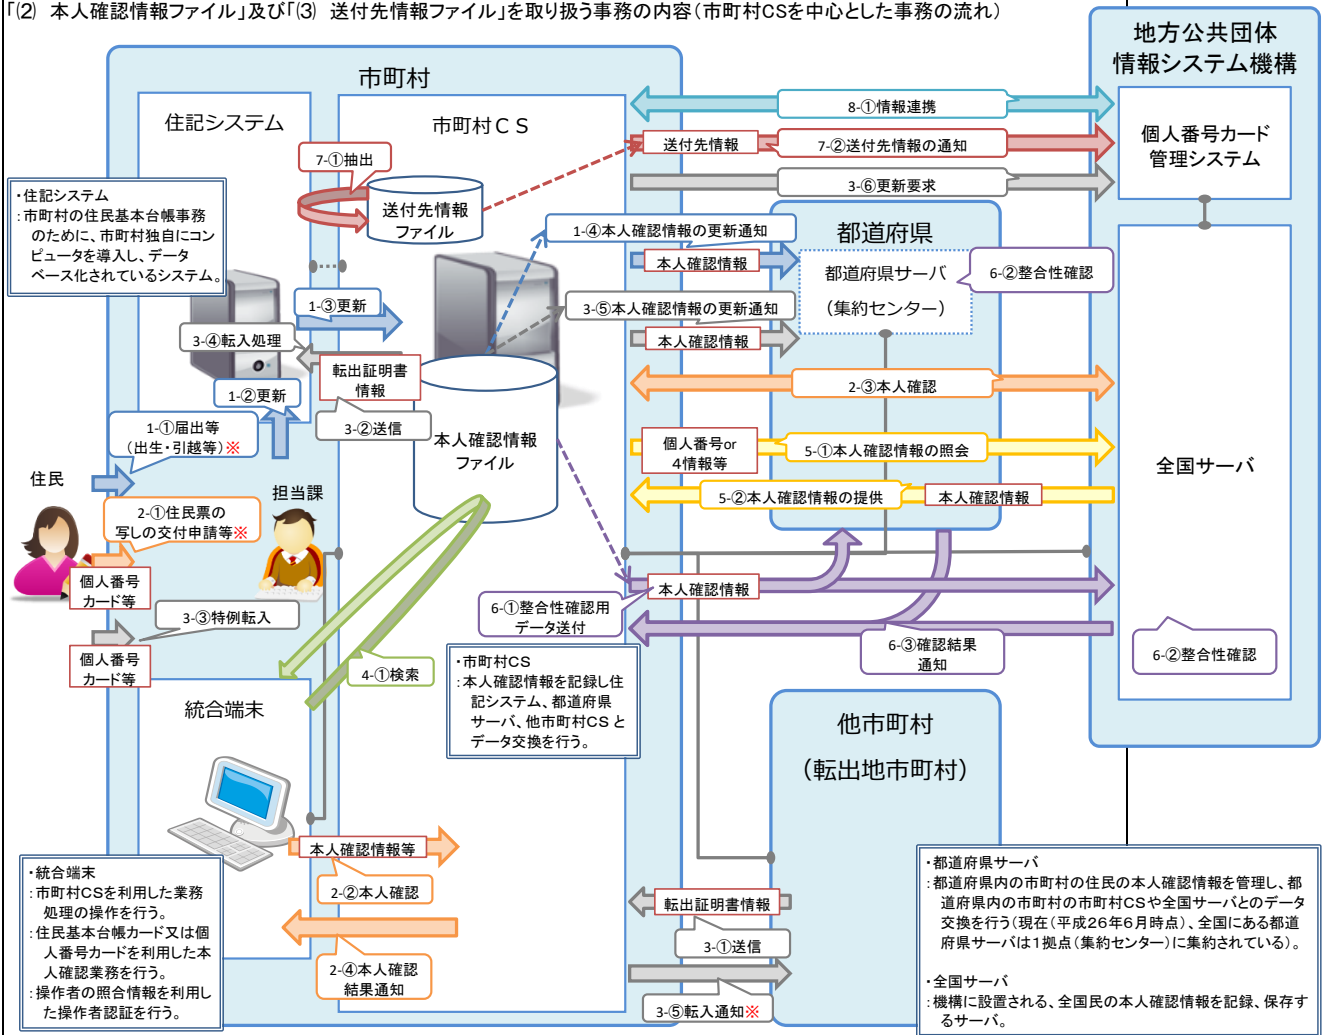 「(2) 本人確認情報ファイル」及び「(3) 送付先情報ファイル」を取り扱う事務の内容（市町村CSを中心とした事務の流れ）
地方公共団体
情報システム機構
市町村
住記システム
市町村ＣＳ
8-①情報連携
個人番号カード
管理システム
送付先情報
7-②送付先情報の通知
7-①抽出
3-⑥更新要求
送付先情報
ファイル
・住記システム
：市町村の住民基本台帳事務
のために、市町村独自にコン
ピュータを導入し、データ
ベース化されているシステム。
都道府県
1-④本人確認情報の更新通知
本人確認情報
都道府県サーバ
（集約センター）
6-②整合性確認
1-③更新
3-⑤本人確認情報の更新通知
本人確認情報
3-④転入処理
転出証明書
情報
2-③本人確認
1-②更新
3-②送信
1-①届出等
（出生・引越等）※
本人確認情報
ファイル
個人番号or
４情報等
5-①本人確認情報の照会
全国サーバ
住民
担当課
5-②本人確認情報の提供
本人確認情報
2-①住民票の
写しの交付申請等※
個人番号
カード等
本人確認情報
6-①整合性確認用
データ送付
3-③特例転入
個人番号
カード等
6-③確認結果
通知
6-②整合性確認
4-①検索
・市町村CS
：本人確認情報を記録し住
記システム、都道府県
サーバ、他市町村CSと
データ交換を行う。
統合端末
他市町村
（転出地市町村）
本人確認情報等
2-②本人確認
・統合端末
：市町村CSを利用した業務
処理の操作を行う。
：住民基本台帳カード又は個
人番号カードを利用した本
人確認業務を行う。
：操作者の照合情報を利用し
た操作者認証を行う。
転出証明書情報
3-①送信
2-④本人確認
結果通知
3-⑤転入通知※
・都道府県サーバ
：都道府県内の市町村の住民の本人確認情報を管理し、都
道府県内の市町村の市町村CSや全国サーバとのデータ
交換を行う（現在（平成26年6月時点）、全国にある都道
府県サーバは１拠点（集約センター）に集約されている）。
・全国サーバ
：機構に設置される、全国民の本人確認情報を記録、保存す
るサーバ。